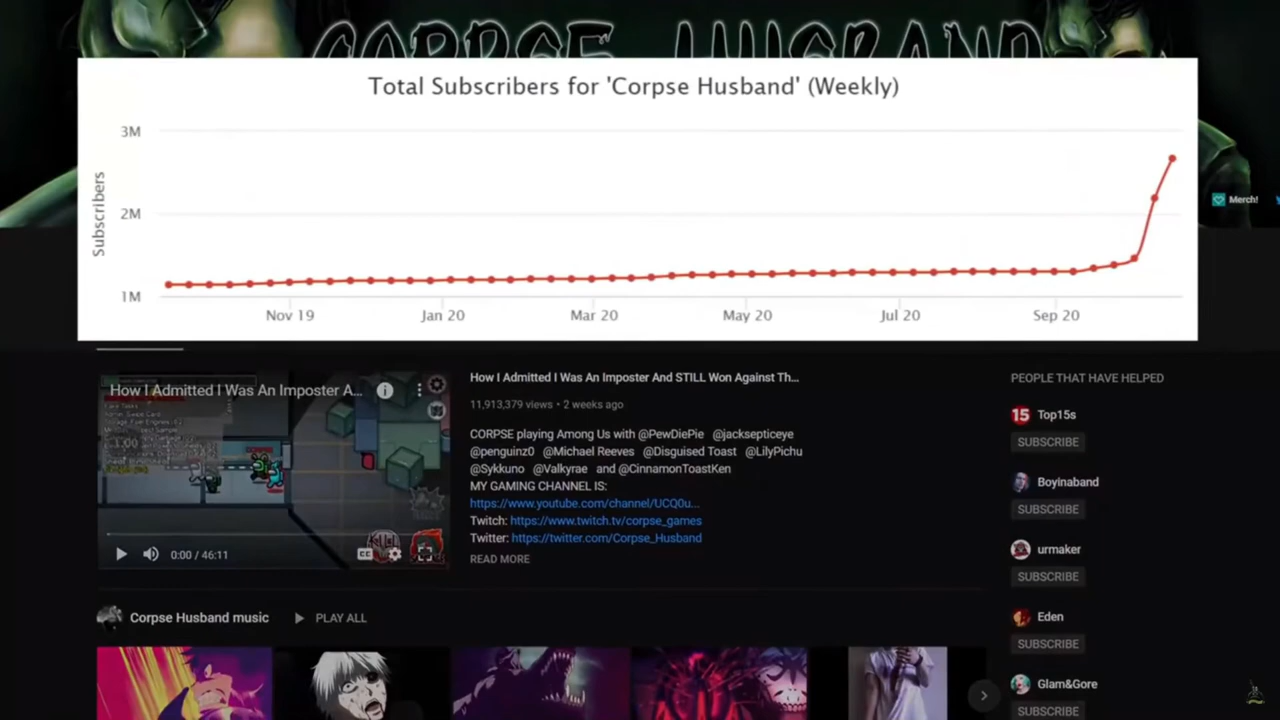 CORPSE HUSBAND
Total Subscribers for 'Corpse Husband' (Weekly)
Subscribers
3M
2M
1M
Nov 19
Jan 20
Mar 20
May 20
Jul 20
Sep 20
Merch!
How I Admitted I Was An Imposter A...
0:00 / 46:11
CC
How I Admitted I Was An Imposter And STILL Won Against Th...
11,913,379 views • 2 weeks ago
CORPSE playing Among Us with @PewDiePie @jacksepticeye
@penguinz0 @Michael Reeves @Disguised Toast @LilyPichu
@Sykkuno @Valkyrae and @CinnamonToastKen
MY GAMING CHANNEL IS:
https://www.youtube.com/channel/UCQ0u...
Twitch: https://www.twitch.tv/corpse_games
Twitter: https://twitter.com/Corpse_Husband
READ MORE
PEOPLE THAT HAVE HELPED
15
Top15s
SUBSCRIBE
Boyinaband
SUBSCRIBE
urmaker
SUBSCRIBE
Eden
SUBSCRIBE
Glam&Gore
SUBSCRIBE
Corpse Husband music
PLAY ALL